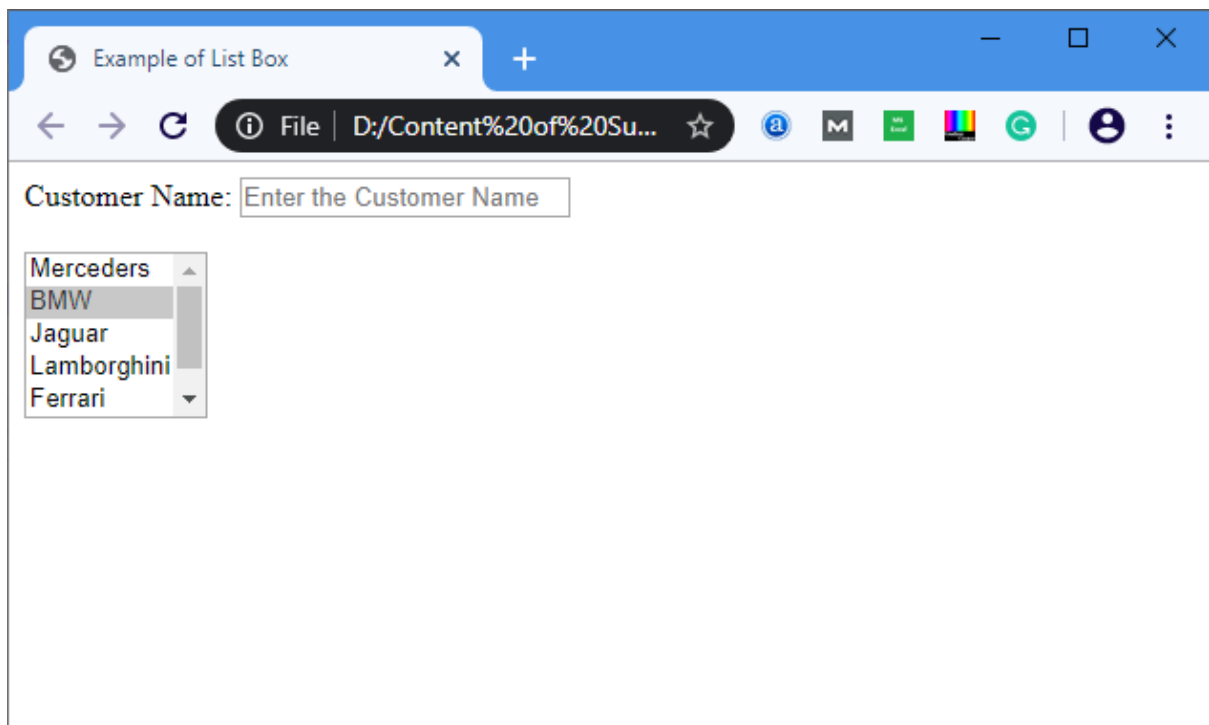 Example of List Box
File D:/Content%20of%20Su...
a M G
Customer Name: Enter the Customer Name
Merceders
BMW
Jaguar
Lamborghini
Ferrari